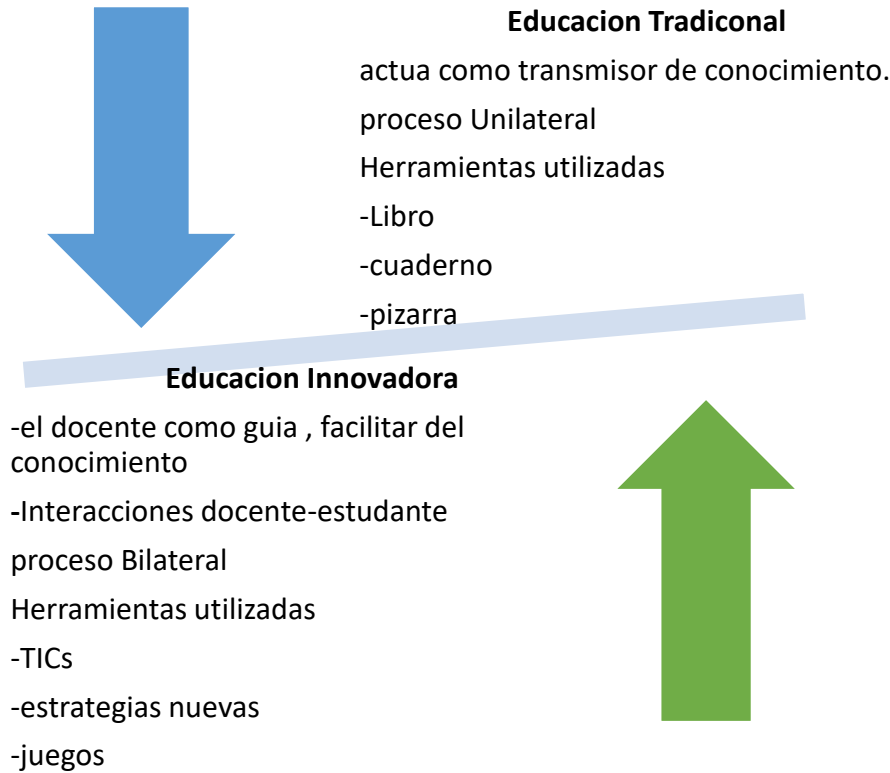 Educacion Tradiconal
actua como transmisor de conocimiento.
proceso Unilateral
Herramientas utilizadas
-Libro
-cuaderno
-pizarra
Educacion Innovadora
-el docente como guia , facilitar del
conocimiento
-Interacciones docente-estudante
proceso Bilateral
Herramientas utilizadas
-TICs
-estrategias nuevas
-juegos